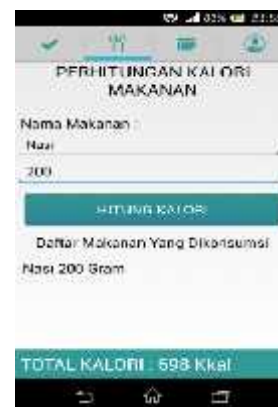 PERHITUNGAN KALORI
MAKANAN
Nama Makanan :
Nasi
200
HITUNG KALORI
Daftar Makanan Yang Dikonsumsi
Nasi 200 Gram
TOTAL KALORI : 598 Kkal